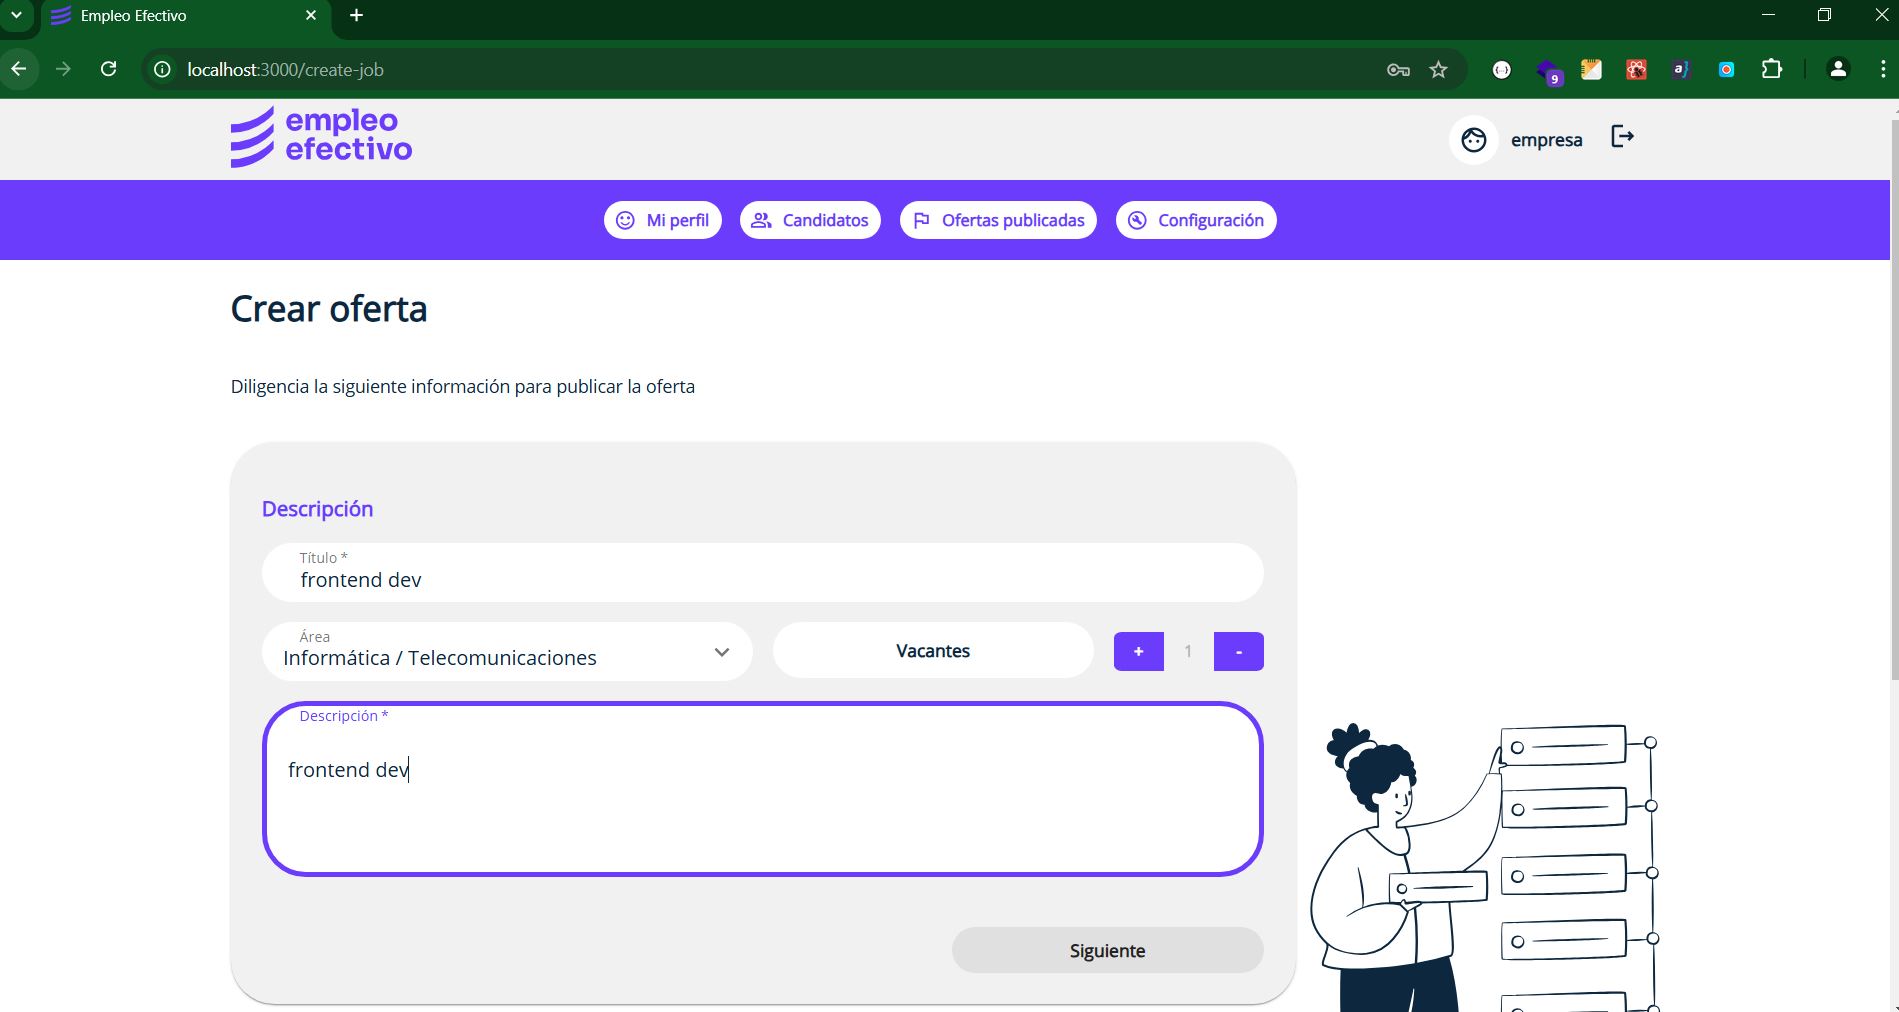 Empleo Efectivo
localhost:3000/create-job
9
a}
empleo
efectivo
empresa
Mi perfil
Candidatos
Ofertas publicadas
Configuración
Crear oferta
Diligencia la siguiente información para publicar la oferta
Descripción
Título *
frontend dev
Área
Informática / Telecomunicaciones
Vacantes
+ 1 -
Descripción *
frontend dev
Siguiente